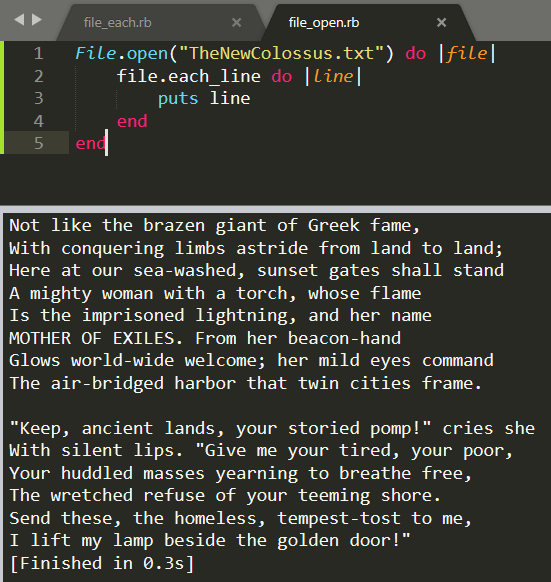 file_each.rb × file_open.rb ×
1 File.open("TheNewColossus.txt") do |file|
2 file.each_line do |line|
3 puts line
4 end
5 end
Not like the brazen giant of Greek fame,
With conquering limbs astride from land to land;
Here at our sea-washed, sunset gates shall stand
A mighty woman with a torch, whose flame
Is the imprisoned lightning, and her name
MOTHER OF EXILES. From her beacon-hand
Glows world-wide welcome; her mild eyes command
The air-bridged harbor that twin cities frame.
"Keep, ancient lands, your storied pomp!" cries she
With silent lips. "Give me your tired, your poor,
Your huddled masses yearning to breathe free,
The wretched refuse of your teeming shore.
Send these, the homeless, tempest-tost to me,
I lift my lamp beside the golden door!"
[Finished in 0.3s]